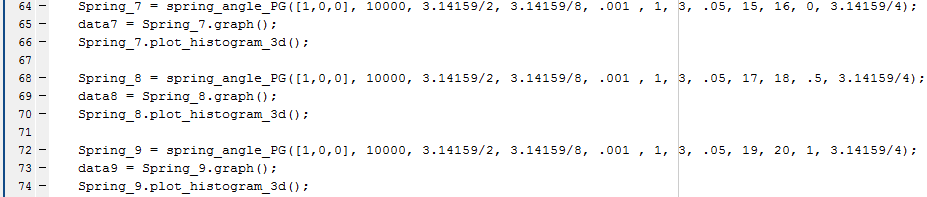 64 – Spring_7 = spring_angle_PG([1,0,0], 10000, 3.14159/2, 3.14159/8, .001 , 1, 3, .05, 15, 16, 0, 3.14159/4);
65 – data7 = Spring_7.graph();
66 – Spring_7.plot_histogram_3d();
67
68 – Spring_8 = spring_angle_PG([1,0,0], 10000, 3.14159/2, 3.14159/8, .001 , 1, 3, .05, 17, 18, .5, 3.14159/4);
69 – data8 = Spring_8.graph();
70 – Spring_8.plot_histogram_3d();
71
72 – Spring_9 = spring_angle_PG([1,0,0], 10000, 3.14159/2, 3.14159/8, .001 , 1, 3, .05, 19, 20, 1, 3.14159/4);
73 – data9 = Spring_9.graph();
74 – Spring_9.plot_histogram_3d();